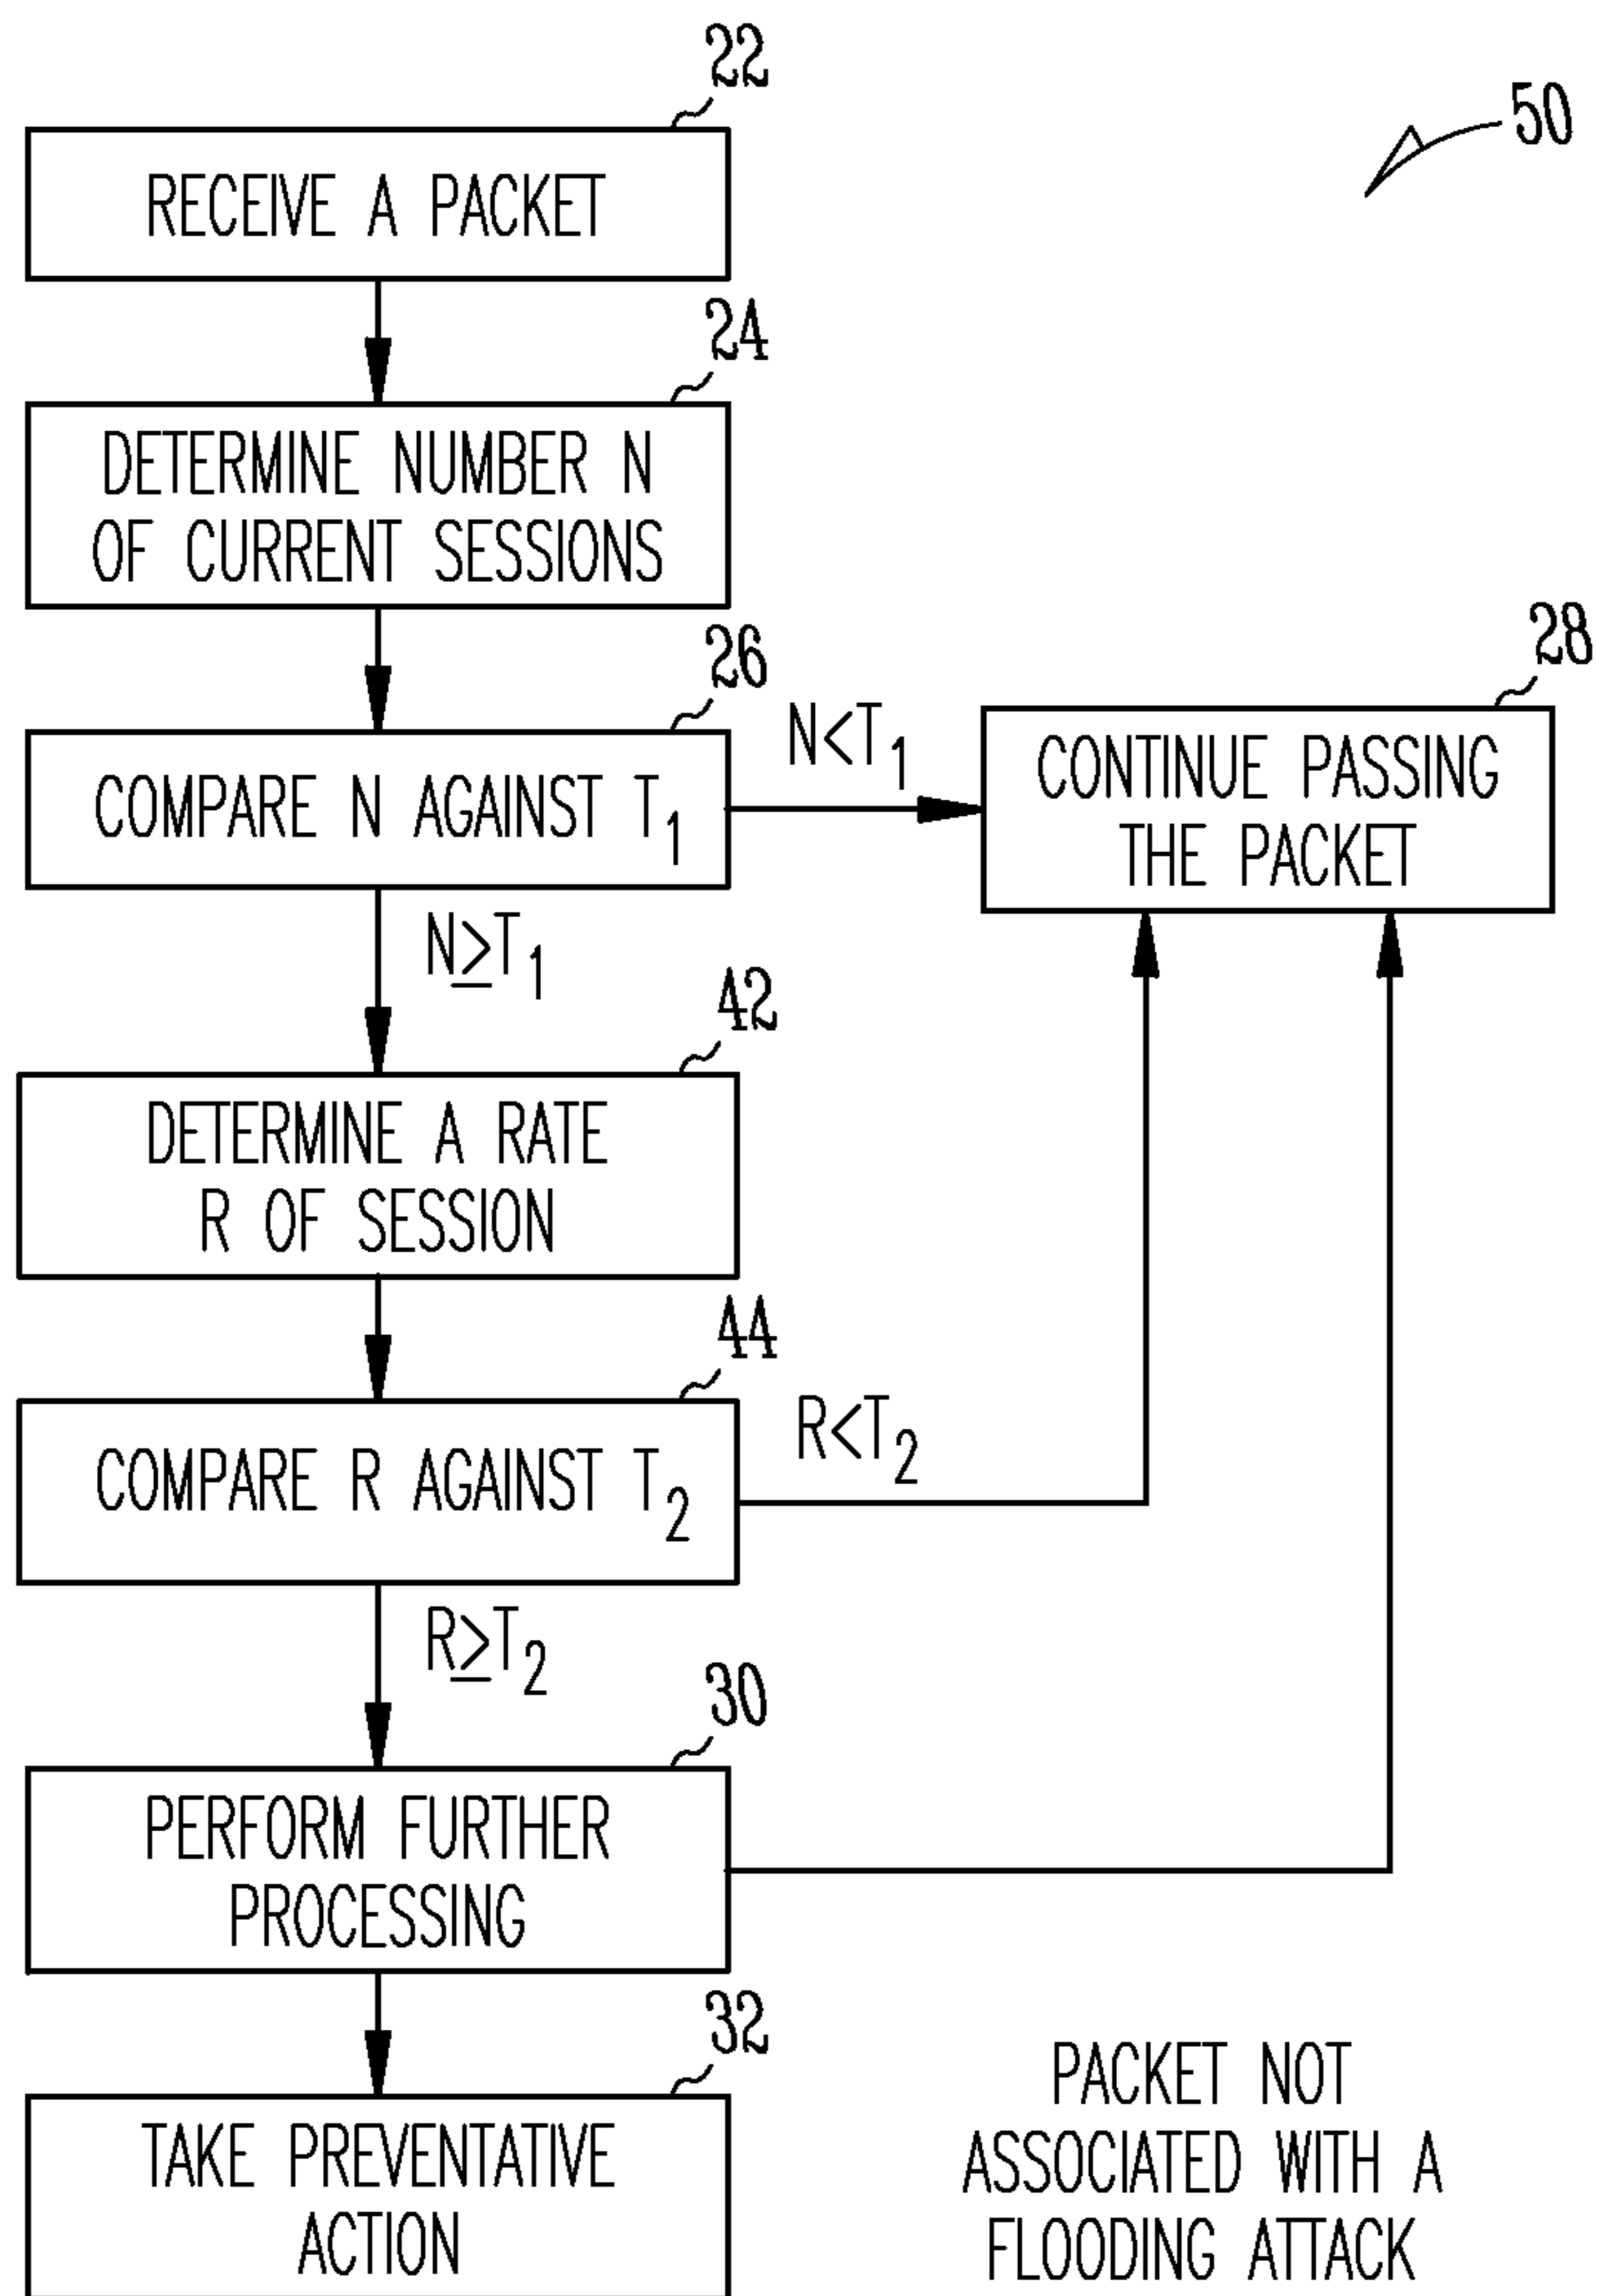 22
50
RECEIVE A PACKET
24
DETERMINE NUMBER N
OF CURRENT SESSIONS
26
28
N<T1
COMPARE N AGAINST T1
CONTINUE PASSING
THE PACKET
N≥T1
42
DETERMINE A RATE
R OF SESSION
44
R<T2
COMPARE R AGAINST T2
R≥T2
30
PERFORM FURTHER
PROCESSING
32
TAKE PREVENTATIVE
ACTION
PACKET NOT
ASSOCIATED WITH A
FLOODING ATTACK